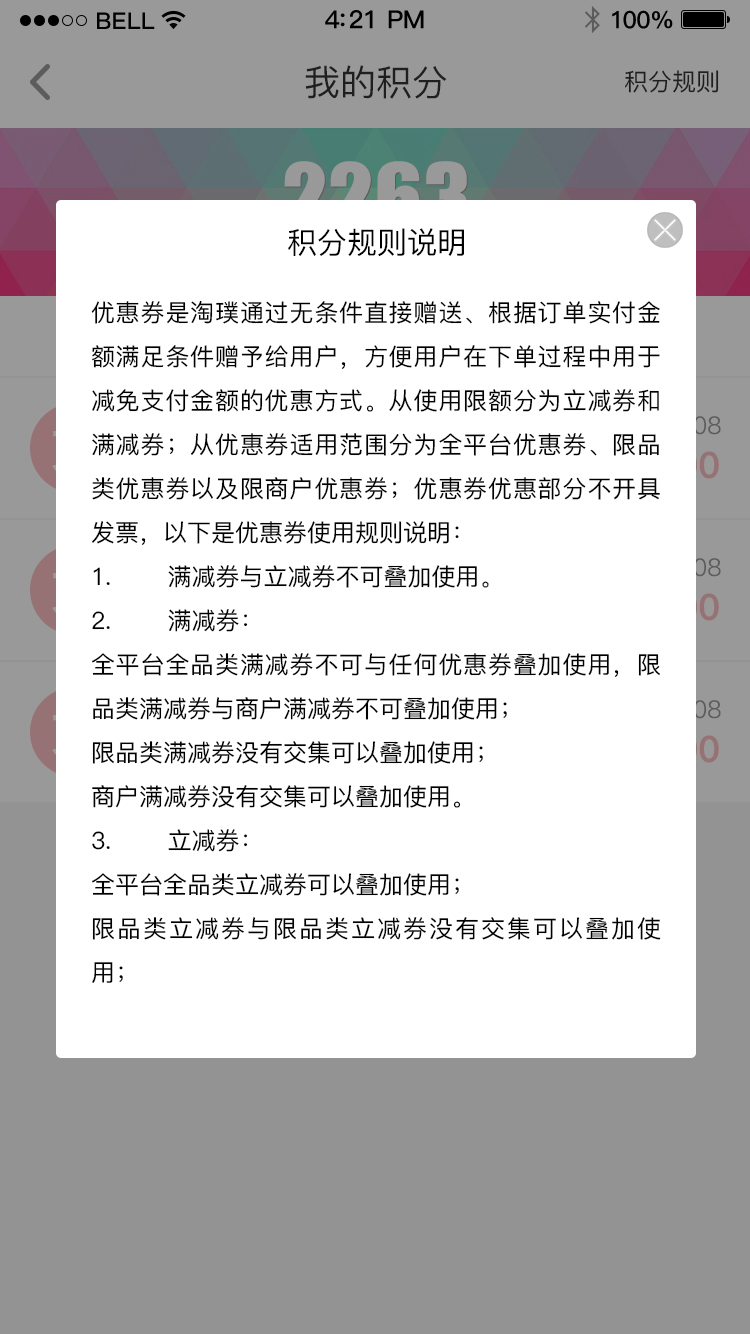 BELL 4:21 PM 100%
我的积分 积分规则
2263
积分规则说明
优惠券是淘璞通过无条件直接赠送、根据订单实付金
额满足条件赠予给用户，方便用户在下单过程中用于
减免支付金额的优惠方式。从使用限额分为立减券和
满减券；从优惠券适用范围分为全平台优惠券、限品
类优惠券以及限商户优惠券；优惠券优惠部分不开具
发票，以下是优惠券使用规则说明：
1. 满减券与立减券不可叠加使用。
2. 满减券：
全平台全品类满减券不可与任何优惠券叠加使用，限
品类满减券与商户满减券不可叠加使用；
限品类满减券没有交集可以叠加使用；
商户满减券没有交集可以叠加使用。
3. 立减券：
全平台全品类立减券可以叠加使用；
限品类立减券与限品类立减券没有交集可以叠加使
用；